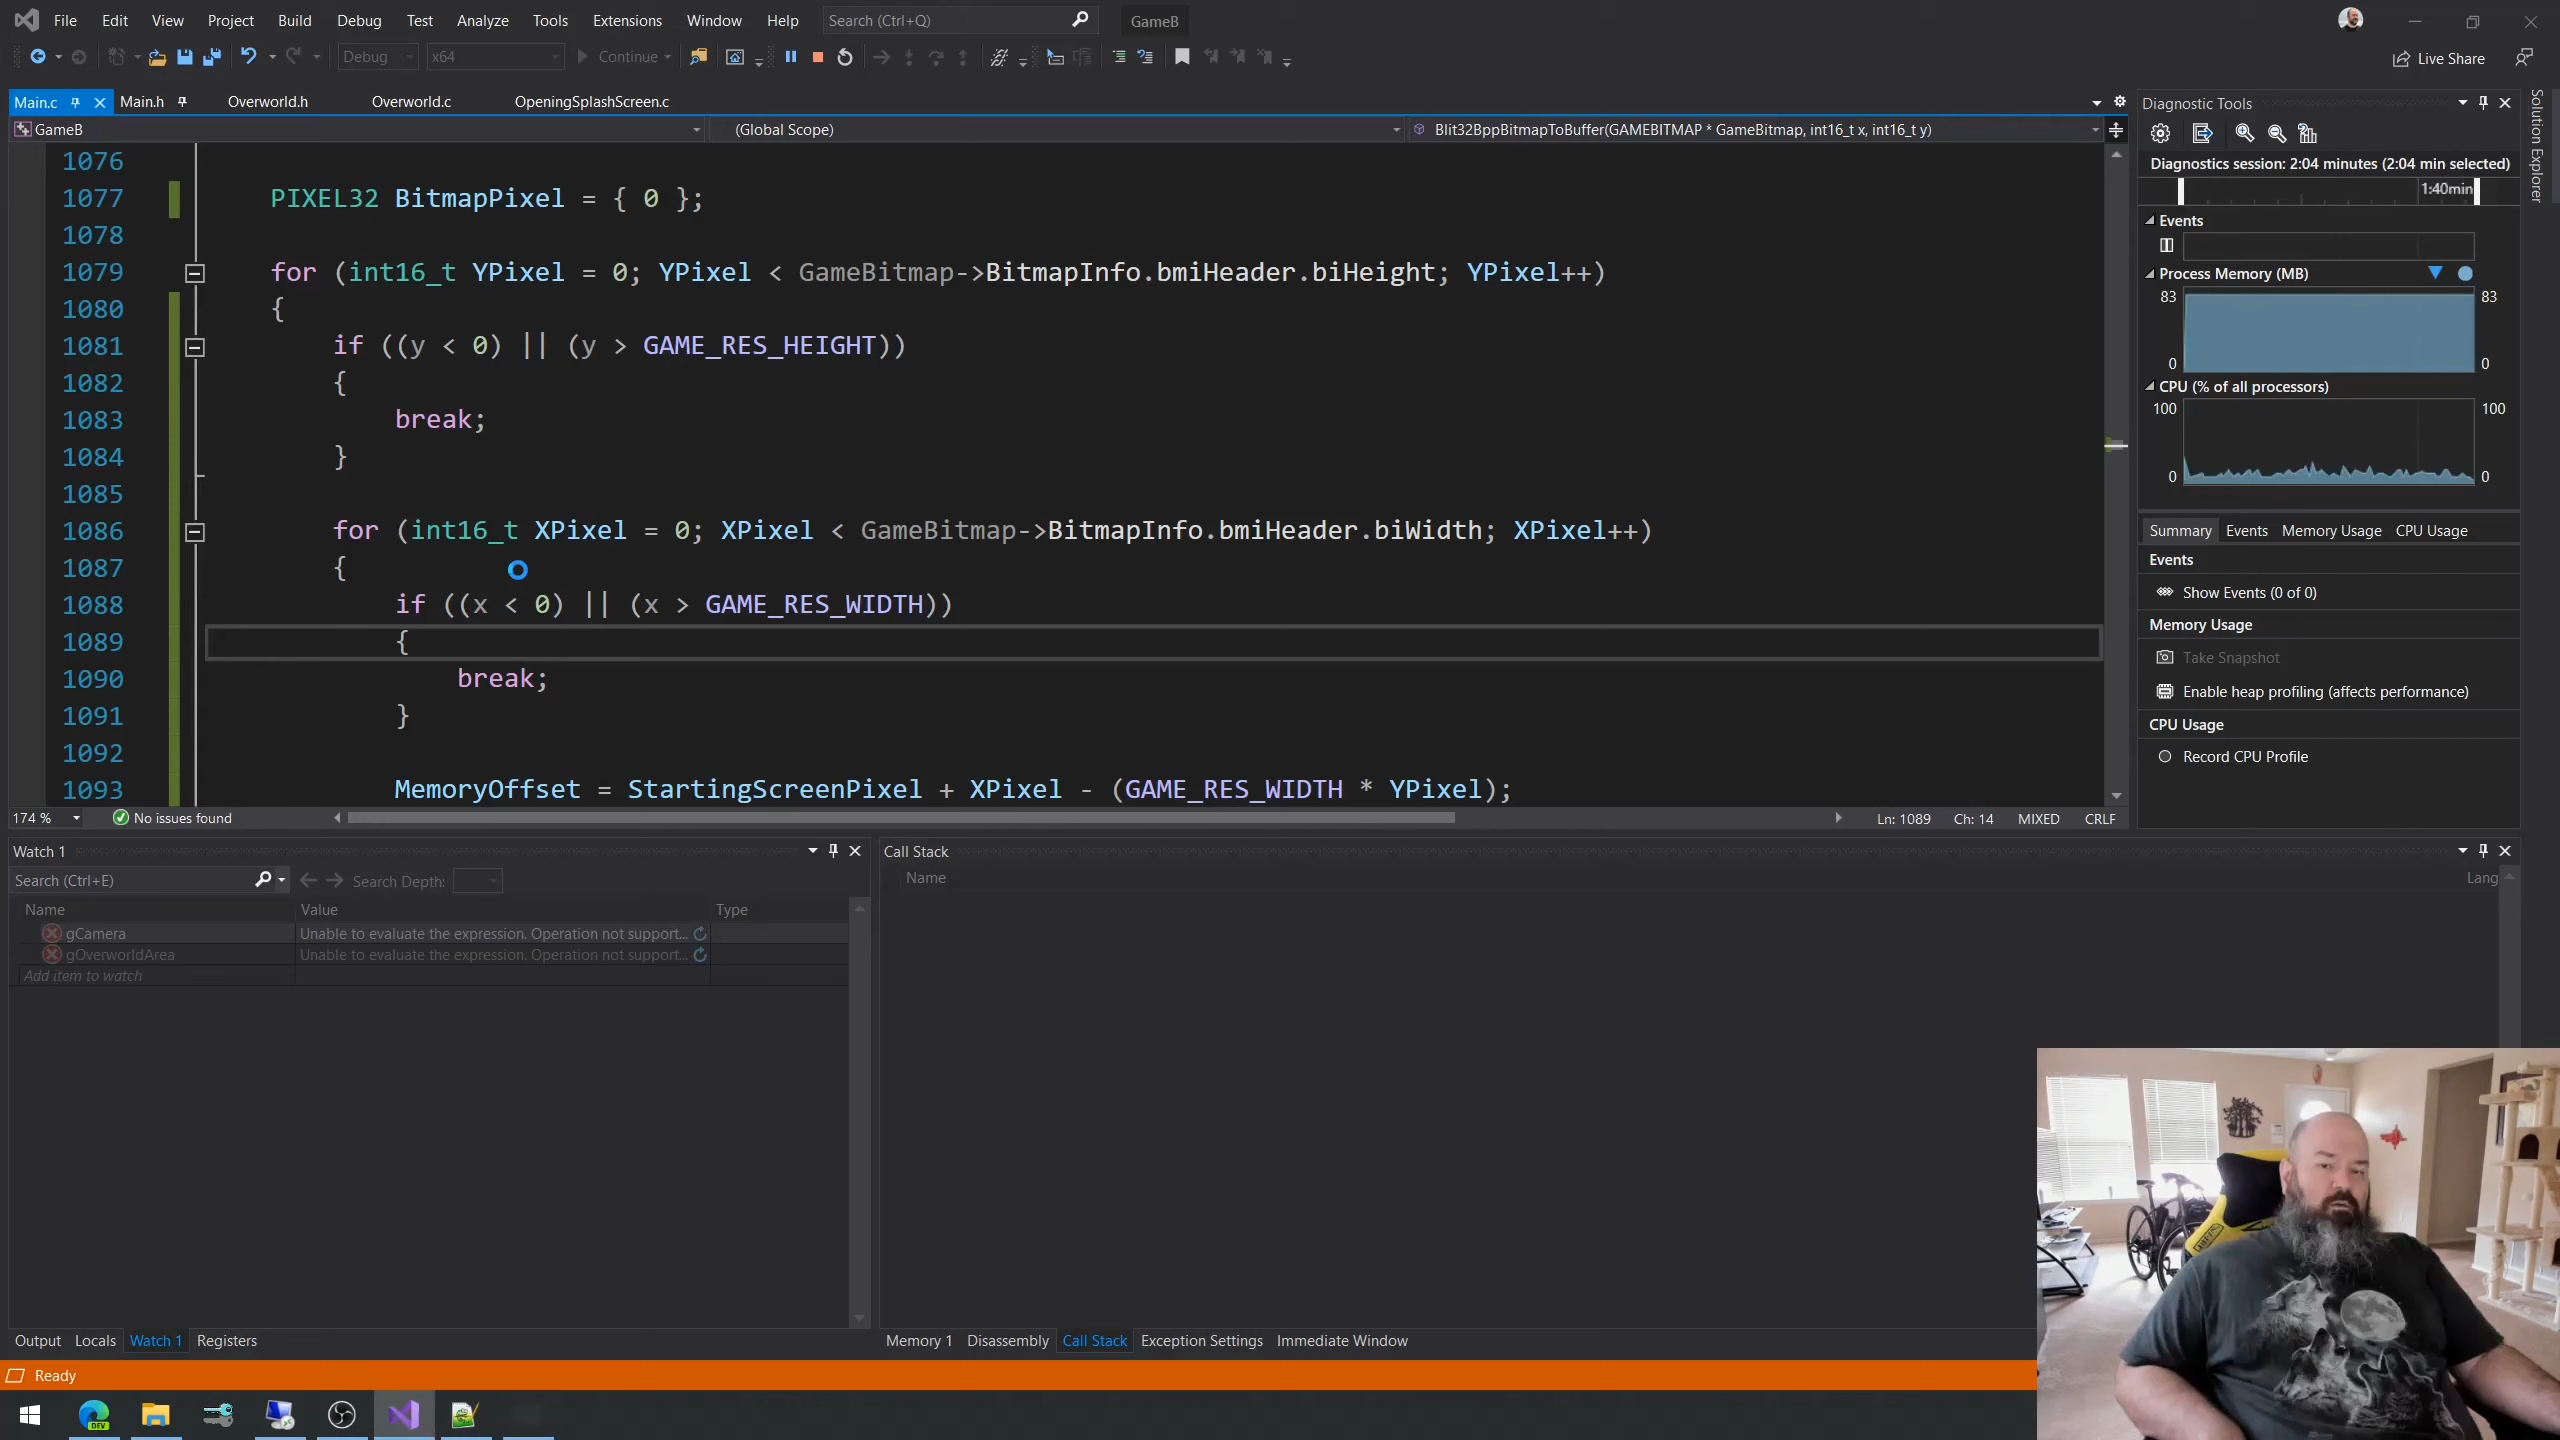 File Edit View Project Build Debug Test Analyze Tools Extensions Window Help Search (Ctrl+Q) GameB
Debug x64 Continue Live Share
Main.c Main.h Overworld.h Overworld.c OpeningSplashScreen.c
GameB (Global Scope) Blit32BppBitmapToBuffer(GAMEBITMAP * GameBitmap, int16_t x, int16_t y)
1076
1077 PIXEL32 BitmapPixel = { 0 };
1078
1079 for (int16_t YPixel = 0; YPixel < GameBitmap->BitmapInfo.bmiHeader.biHeight; YPixel++)
1080 {
1081 if ((y < 0) || (y > GAME_RES_HEIGHT))
1082 {
1083 break;
1084 }
1085
1086 for (int16_t XPixel = 0; XPixel < GameBitmap->BitmapInfo.bmiHeader.biWidth; XPixel++)
1087 {
1088 if ((x < 0) || (x > GAME_RES_WIDTH))
1089 {
1090 break;
1091 }
1092
1093 MemoryOffset = StartingScreenPixel + XPixel - (GAME_RES_WIDTH * YPixel);
174 % No issues found Ln: 1089 Ch: 14 MIXED CRLF
Diagnostic Tools
Diagnostics session: 2:04 minutes (2:04 min selected)
1:40min
Events
Process Memory (MB)
83 83
0 0
CPU (% of all processors)
100 100
0 0
Summary Events Memory Usage CPU Usage
Events
Show Events (0 of 0)
Memory Usage
Take Snapshot
Enable heap profiling (affects performance)
CPU Usage
Record CPU Profile
Solution Explorer
Watch 1
Search (Ctrl+E) Search Depth:
Name Value Type
gCamera Unable to evaluate the expression. Operation not support...
gOverworldArea Unable to evaluate the expression. Operation not support...
Add item to watch
Output Locals Watch 1 Registers
Call Stack
Name Lang
Memory 1 Disassembly Call Stack Exception Settings Immediate Window
Ready
DEV